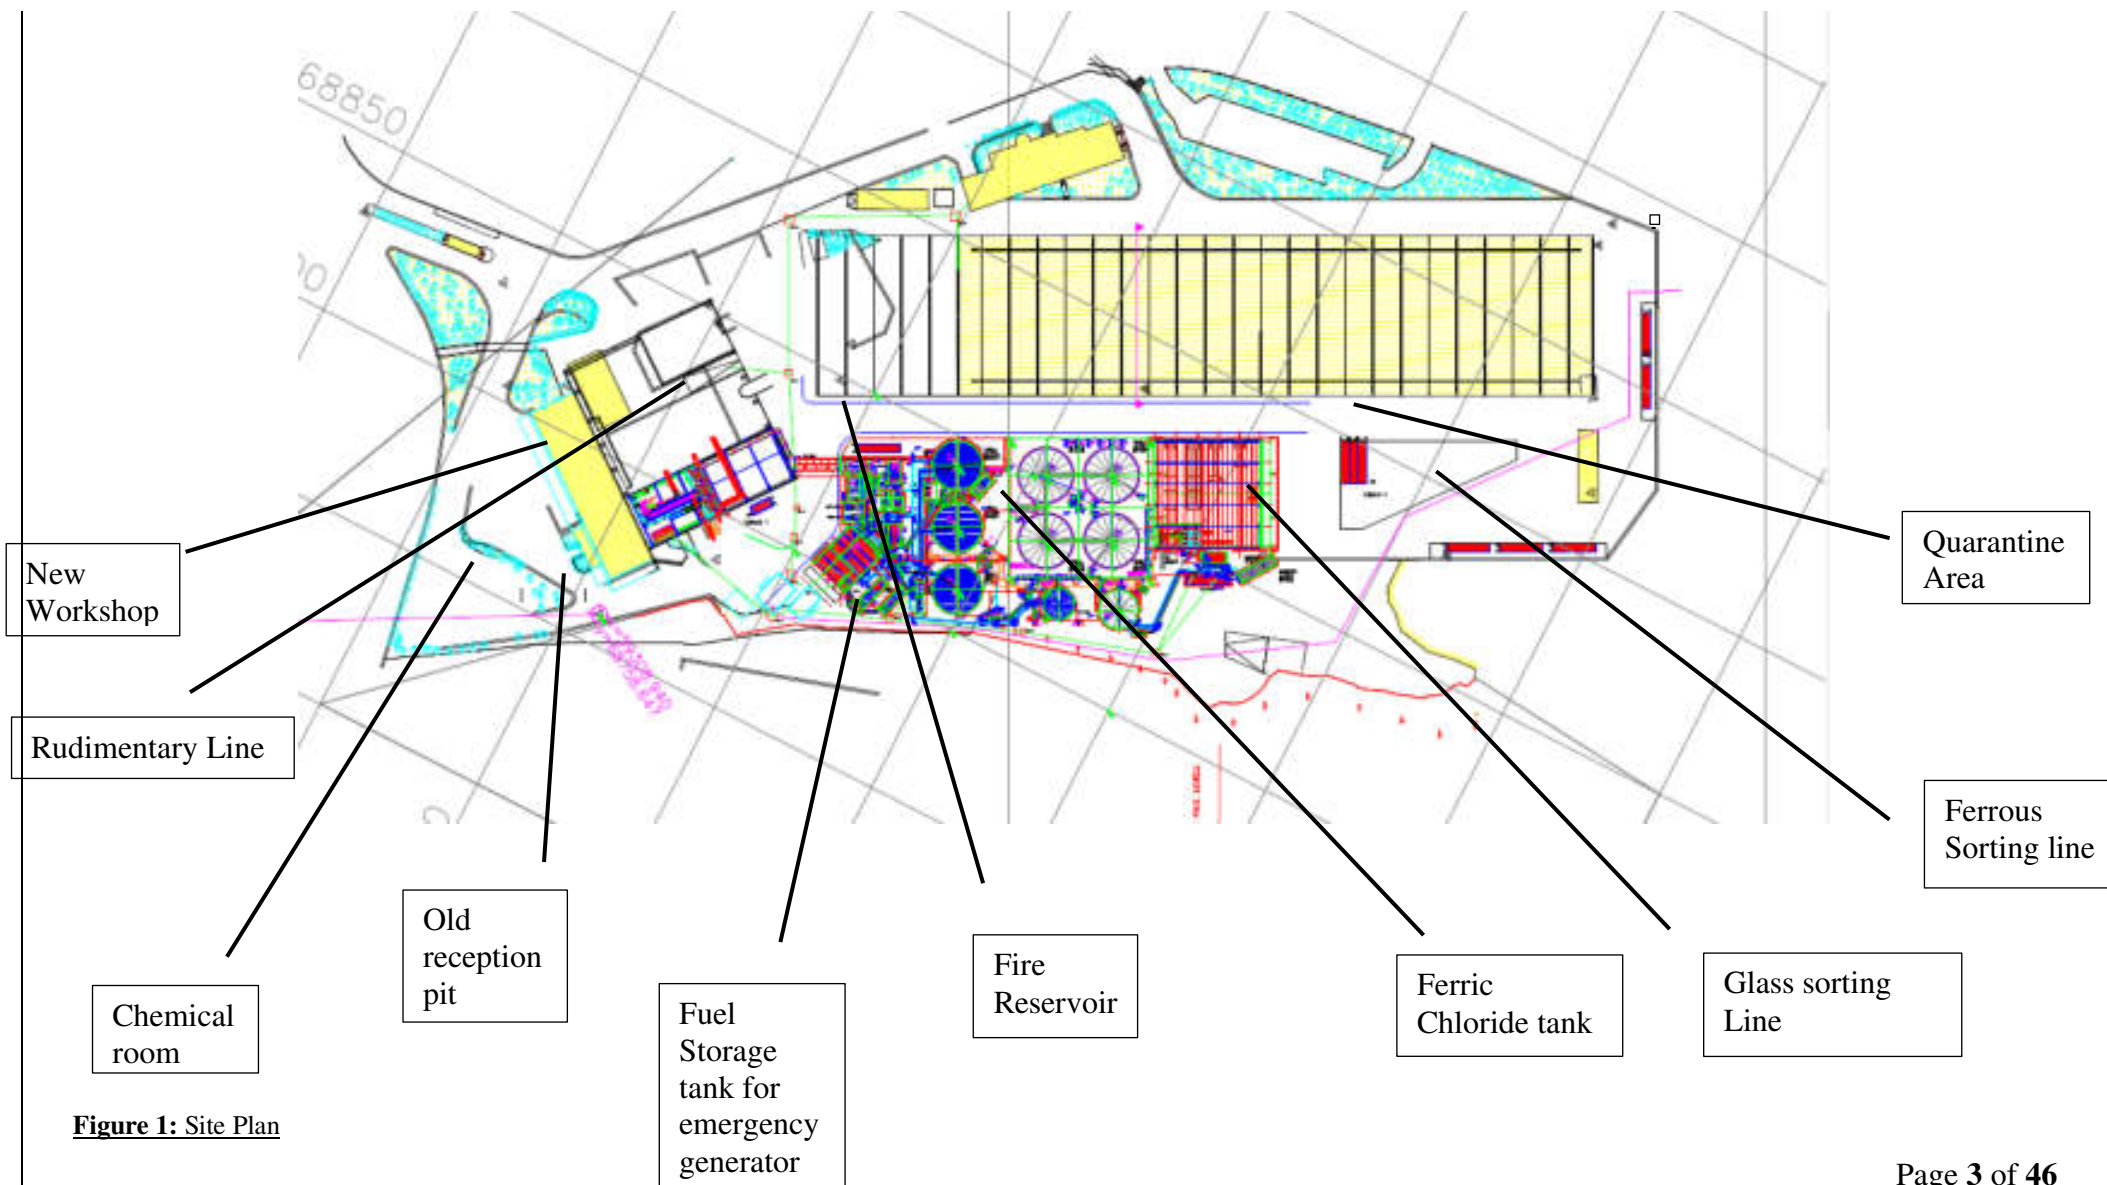 68850
New
Workshop
Rudimentary Line
Chemical
room
Old
reception
pit
Fuel
Storage
tank for
emergency
generator
Fire
Reservoir
Ferric
Chloride tank
Glass sorting
Line
Ferrous
Sorting line
Quarantine
Area
Figure 1: Site Plan
Page 3 of 46